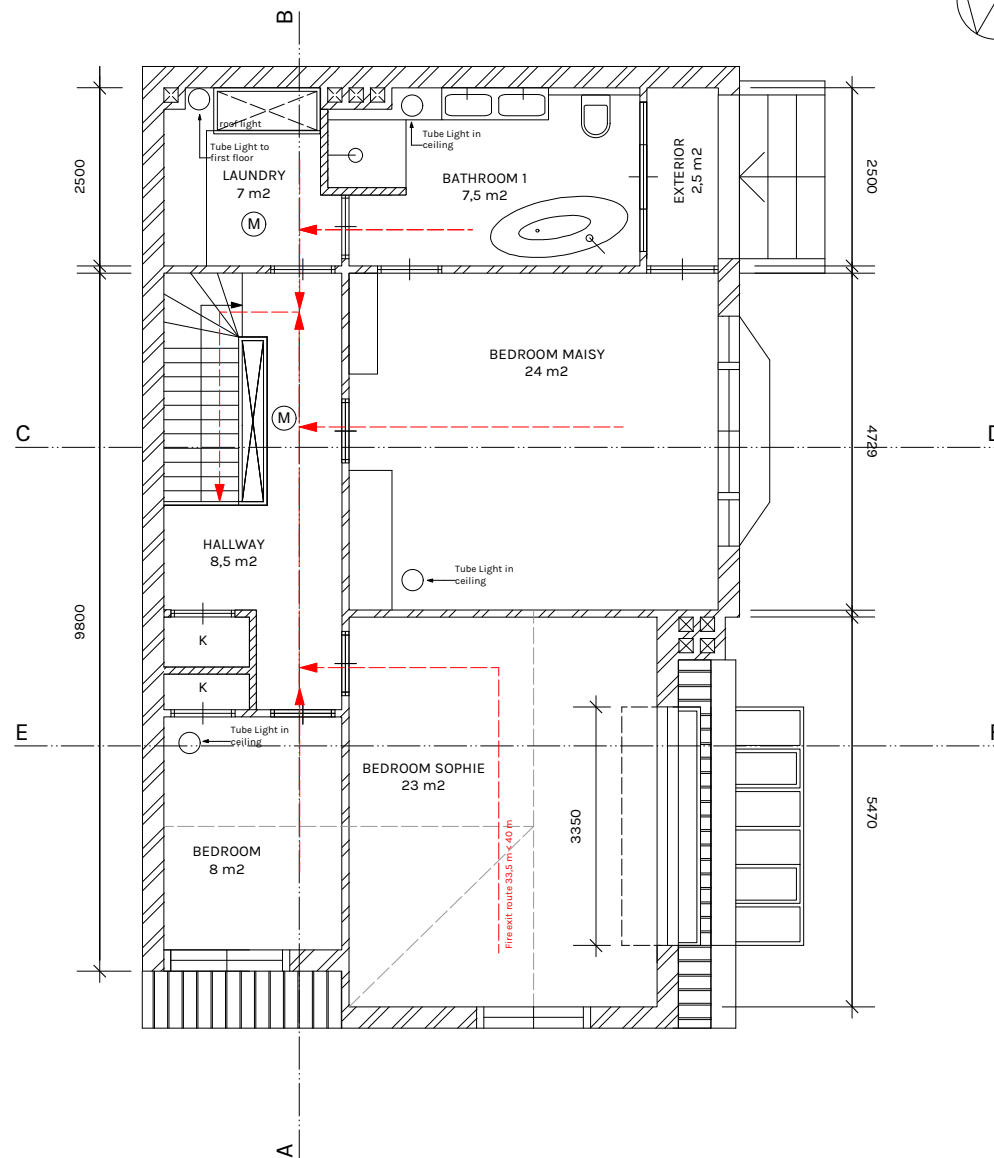 B
2500
roof light
Tube Light to
first floor
LAUNDRY
7 m2
M
Tube Light in
ceiling
BATHROOM 1
7,5 m2
EXTERIOR
2,5 m2
2500
BEDROOM MAISY
24 m2
M
C
D
4729
HALLWAY
8,5 m2
Tube Light in
ceiling
9800
K
K
E
F
Tube Light in
ceiling
BEDROOM SOPHIE
23 m2
3350
5470
BEDROOM
8 m2
Fire exit route 33,5 m < 40 m
A